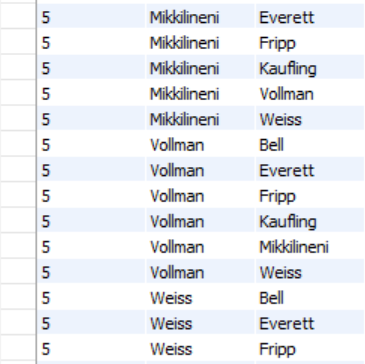 5 Mikkilineni Everett
5 Mikkilineni Fripp
5 Mikkilineni Kaufling
5 Mikkilineni Vollman
5 Mikkilineni Weiss
5 Vollman Bell
5 Vollman Everett
5 Vollman Fripp
5 Vollman Kaufling
5 Vollman Mikkilineni
5 Vollman Weiss
5 Weiss Bell
5 Weiss Everett
5 Weiss Fripp